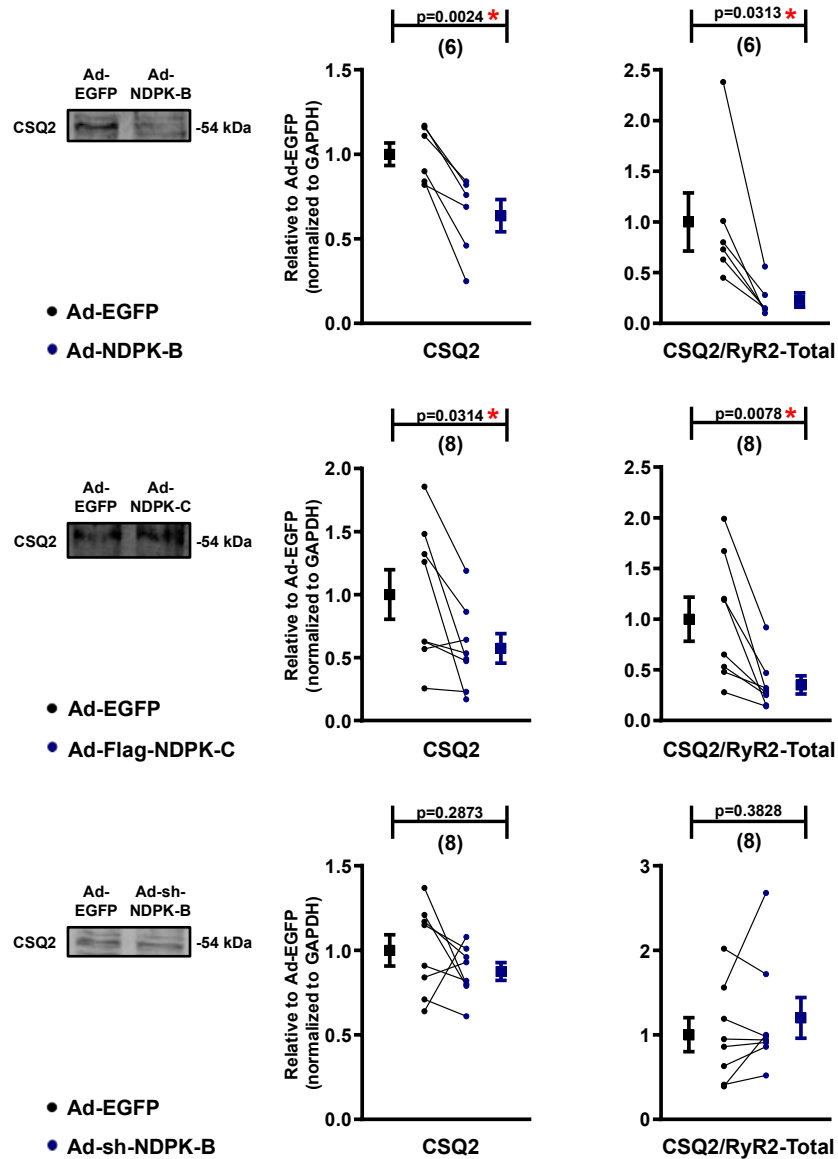 p=0.0024 *
(6)
p=0.0313 *
(6)
Ad-
EGFP
Ad-
NDPK-B
CSQ2
-54 kDa
Relative to Ad-EGFP
(normalized to GAPDH)
1.5
1.0
0.5
0.0
CSQ2
2.5
2.0
1.5
1.0
0.5
0.0
CSQ2/RyR2-Total
Ad-EGFP
Ad-NDPK-B
p=0.0314 *
(8)
p=0.0078 *
(8)
Ad-
EGFP
Ad-
NDPK-C
CSQ2
-54 kDa
Relative to Ad-EGFP
(normalized to GAPDH)
2.0
1.5
1.0
0.5
0.0
CSQ2
2.5
2.0
1.5
1.0
0.5
0.0
CSQ2/RyR2-Total
Ad-EGFP
Ad-Flag-NDPK-C
p=0.2873
(8)
p=0.3828
(8)
Ad-
EGFP
Ad-sh-
NDPK-B
CSQ2
-54 kDa
Relative to Ad-EGFP
(normalized to GAPDH)
1.5
1.0
0.5
0.0
CSQ2
3
2
1
0
CSQ2/RyR2-Total
Ad-EGFP
Ad-sh-NDPK-B